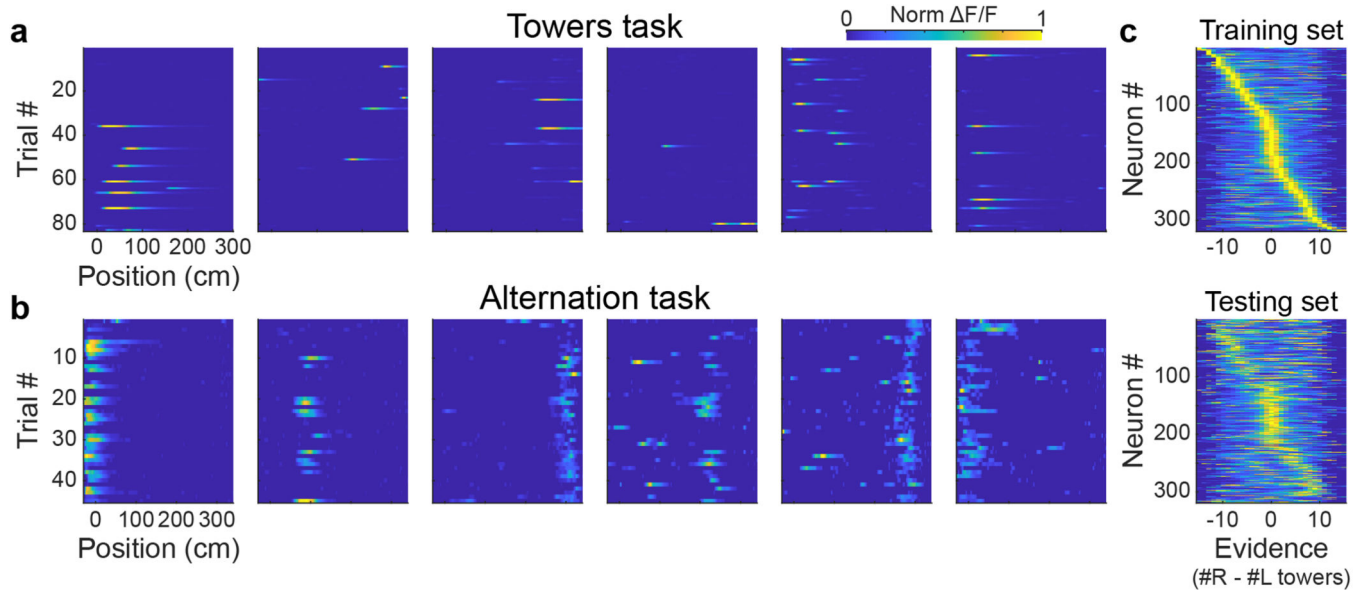 a
Towers task
0 Norm ΔF/F 1
c
Training set
Trial #
20
40
60
80
0 100 200 300
Position (cm)
Neuron #
100
200
300
-10 0 10
b
Alternation task
Testing set
Trial #
10
20
30
40
0 100 200 300
Position (cm)
Neuron #
100
200
300
-10 0 10
Evidence
(#R - #L towers)